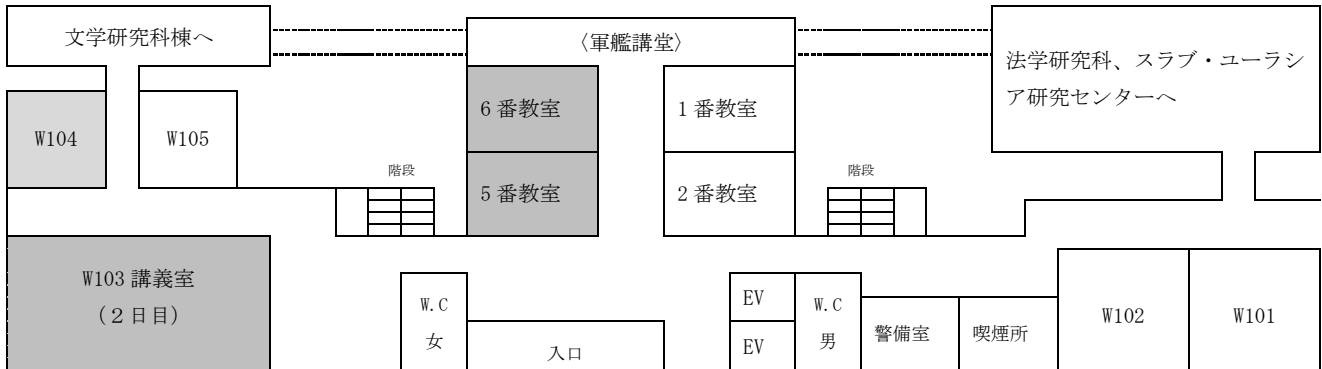 文学研究科棟へ
〈軍艦講堂〉
法学研究科、スラブ・ユーラシ
ア研究センターへ
6 番教室
1 番教室
W104
W105
階段
階段
5 番教室
2 番教室
W103 講義室
(２日目)
W.C
女
入口
EV
EV
W.C
男
警備室
喫煙所
W102
W101